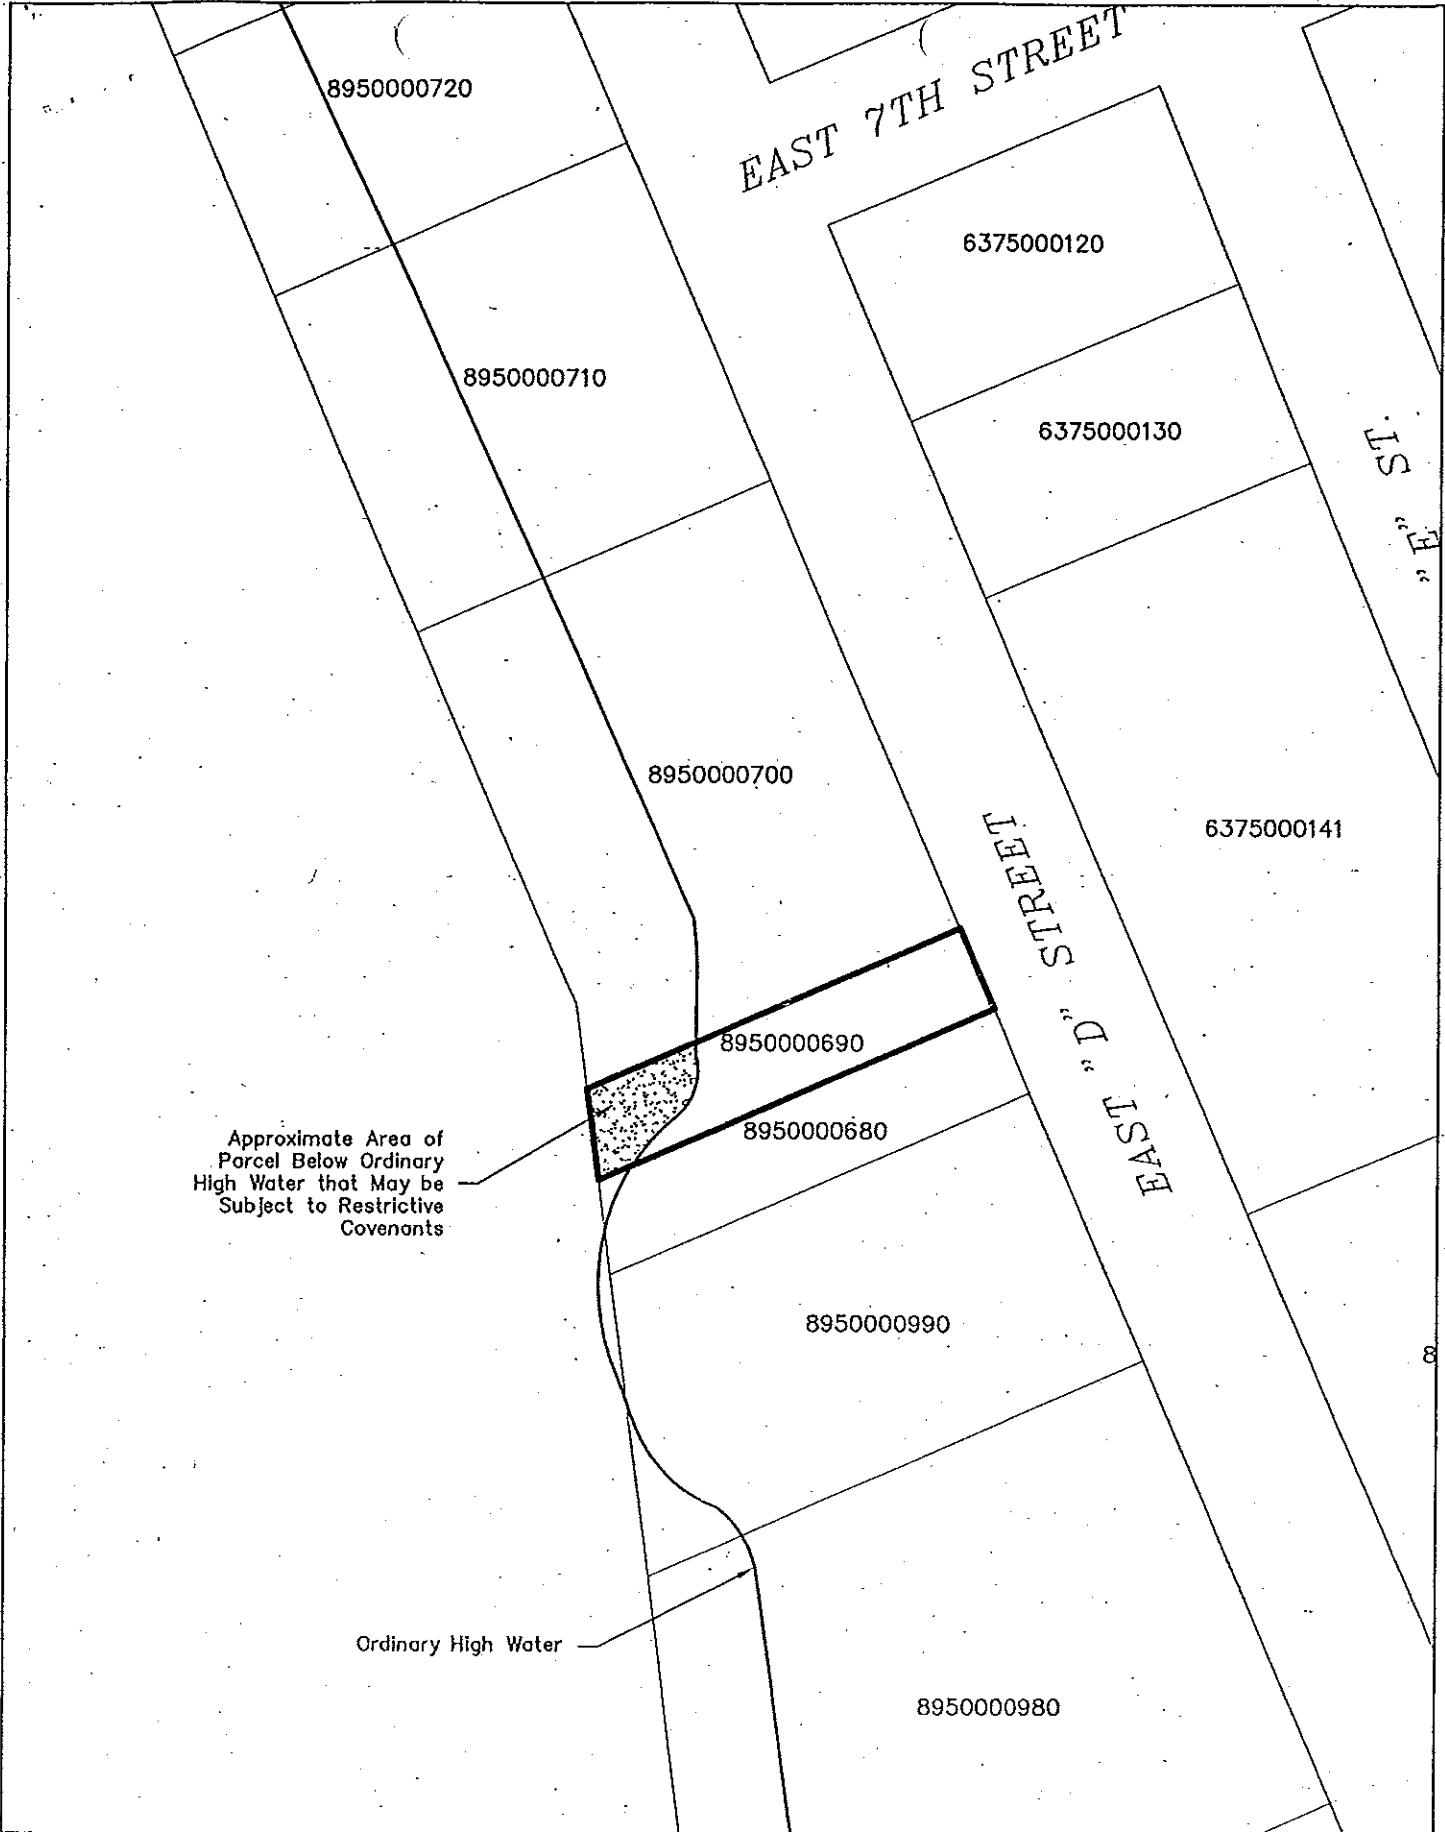 8950000720
EAST 7TH STREET
6375000120
8950000710
6375000130
"E" ST.
8950000700
6375000141
EAST "D" STREET
8950000690
8950000680
Approximate Area of
Parcel Below Ordinary
High Water that May be
Subject to Restrictive
Covenants
8950000990
8
Ordinary High Water
8950000980